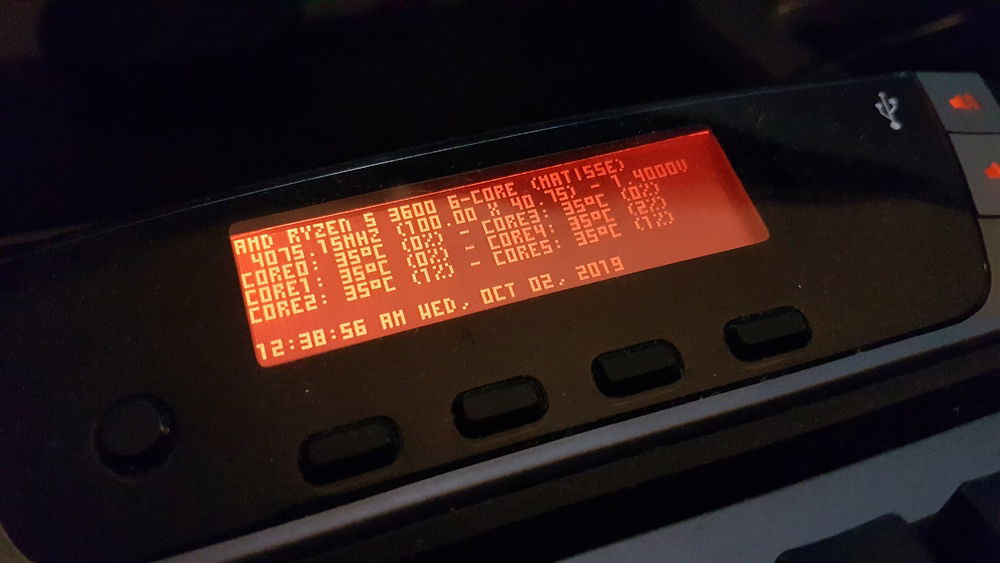 AMD RYZEN 5 3600 6-CORE (MATISSE)
4075.15MHZ (100.00 X 40.75) - 1.4000V
CORE0: 35°C (0%) - CORE3: 35°C (0%)
CORE1: 35°C (0%) - CORE4: 35°C (2%)
CORE2: 35°C (1%) - CORE5: 35°C (1%)
12:38:56 AM WED, OCT 02, 2019